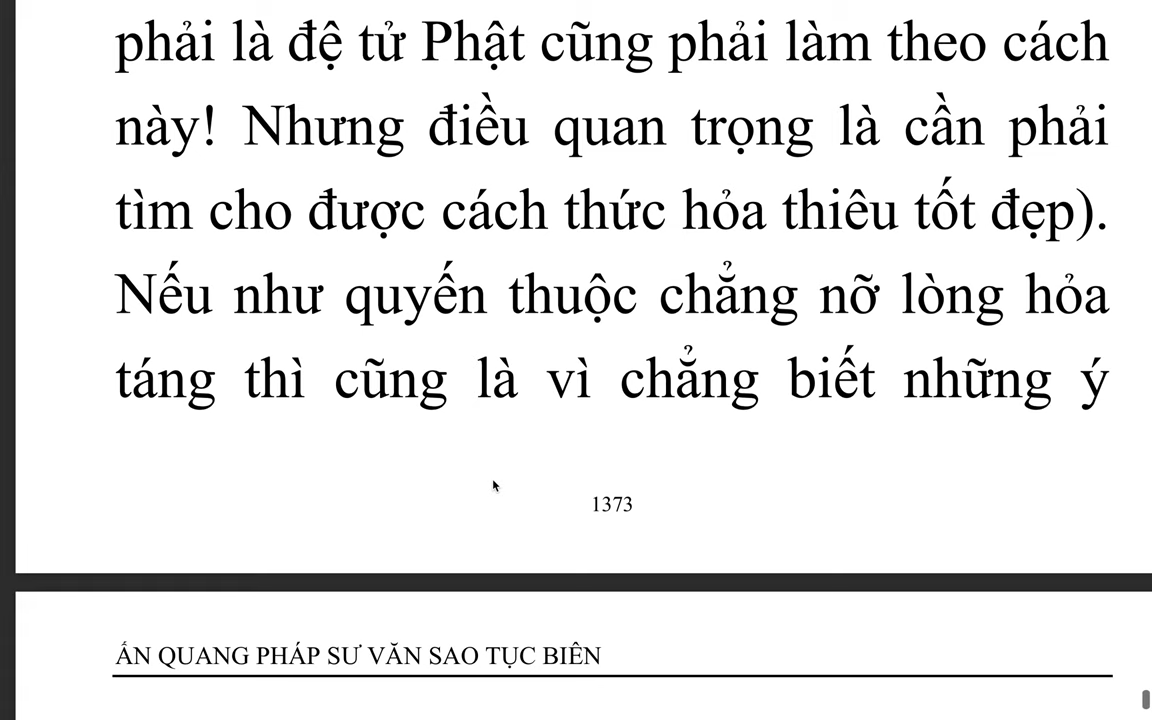 phải là đệ tử Phật cũng phải làm theo cách
này! Nhưng điều quan trọng là cần phải
tìm cho được cách thức hỏa thiêu tốt đẹp).
Nếu như quyến thuộc chẳng nỡ lòng hỏa
táng thì cũng là vì chẳng biết những ý
1373
ẤN QUANG PHÁP SƯ VĂN SAO TỤC BIÊN